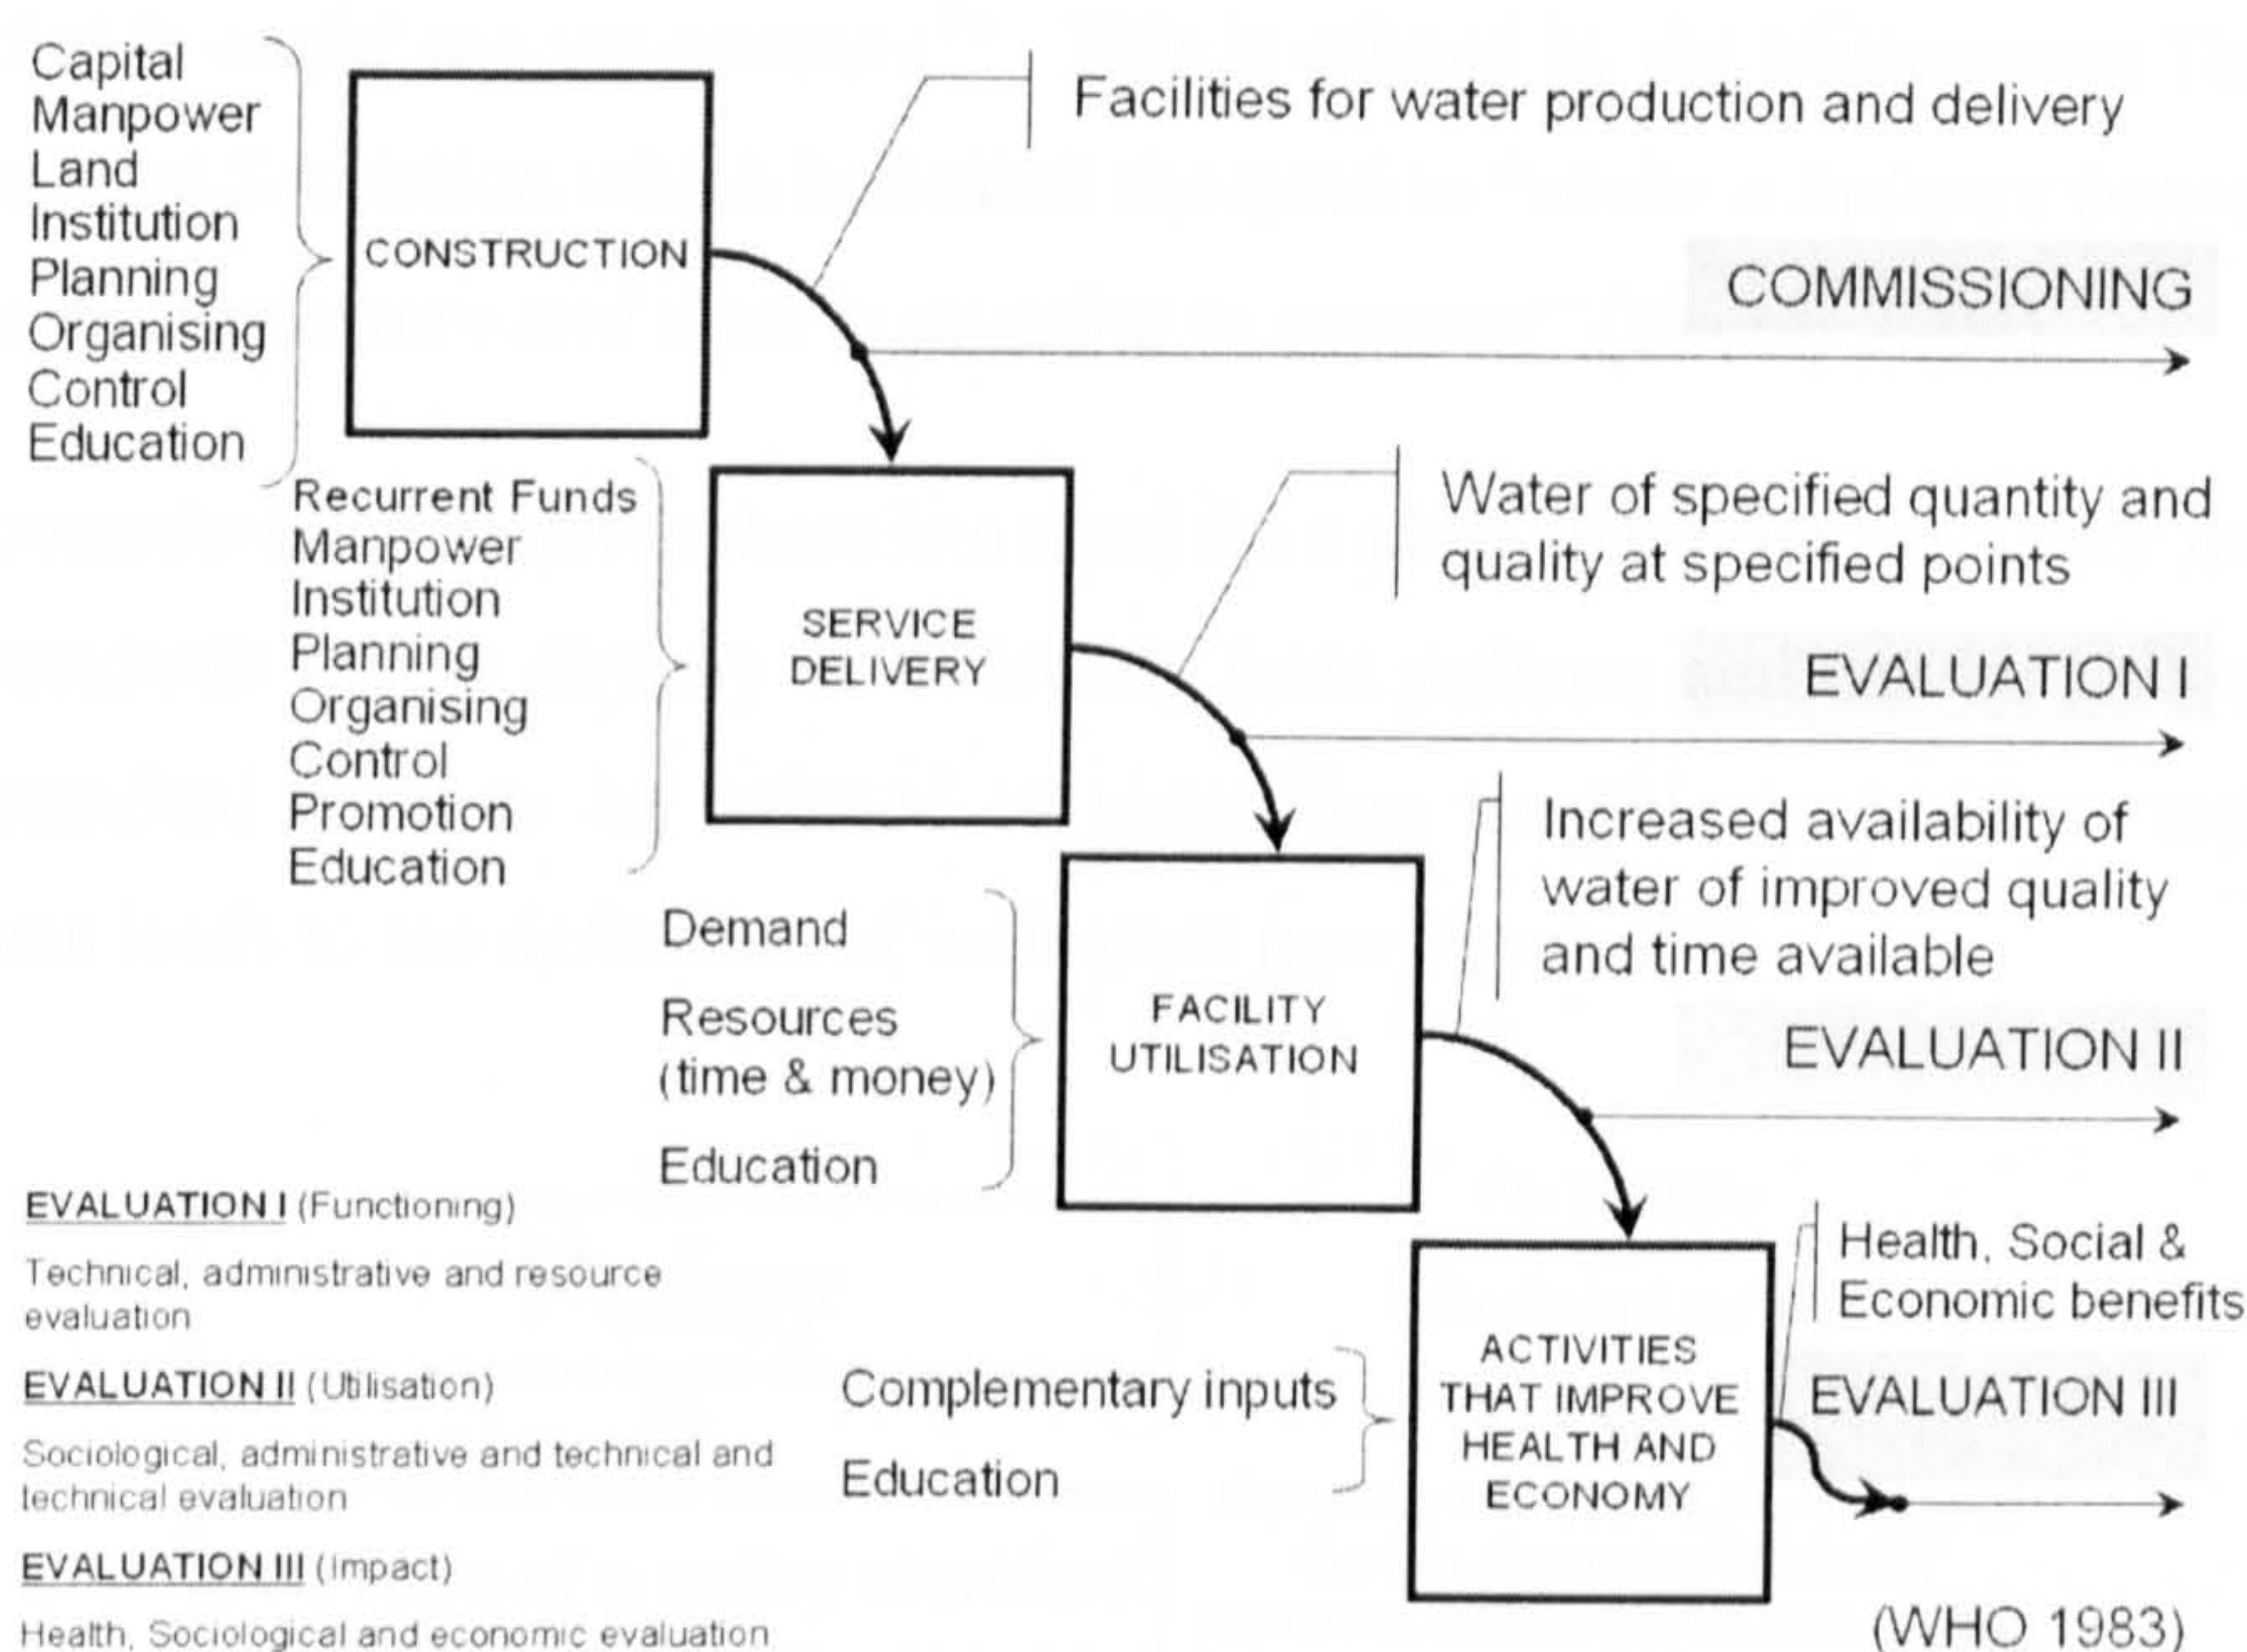 Capital
Manpower
Land
Institution
Planning
Organising
Control
Education
CONSTRUCTION
Facilities for water production and delivery
COMMISSIONING
Recurrent Funds
Manpower
Institution
Planning
Organising
Control
Promotion
Education
SERVICE
DELIVERY
Water of specified quantity and
quality at specified points
EVALUATION I
Demand
Resources
(time & money)
Education
FACILITY
UTILISATION
Increased availability of
water of improved quality
and time available
EVALUATION II
Complementary inputs
Education
ACTIVITIES
THAT IMPROVE
HEALTH AND
ECONOMY
Health, Social &
Economic benefits
EVALUATION III
EVALUATION I (Functioning)
Technical, administrative and resource
evaluation
EVALUATION II (Utilisation)
Sociological, administrative and technical and
technical evaluation
EVALUATION III (Impact)
Health, Sociological and economic evaluation
(WHO 1983)